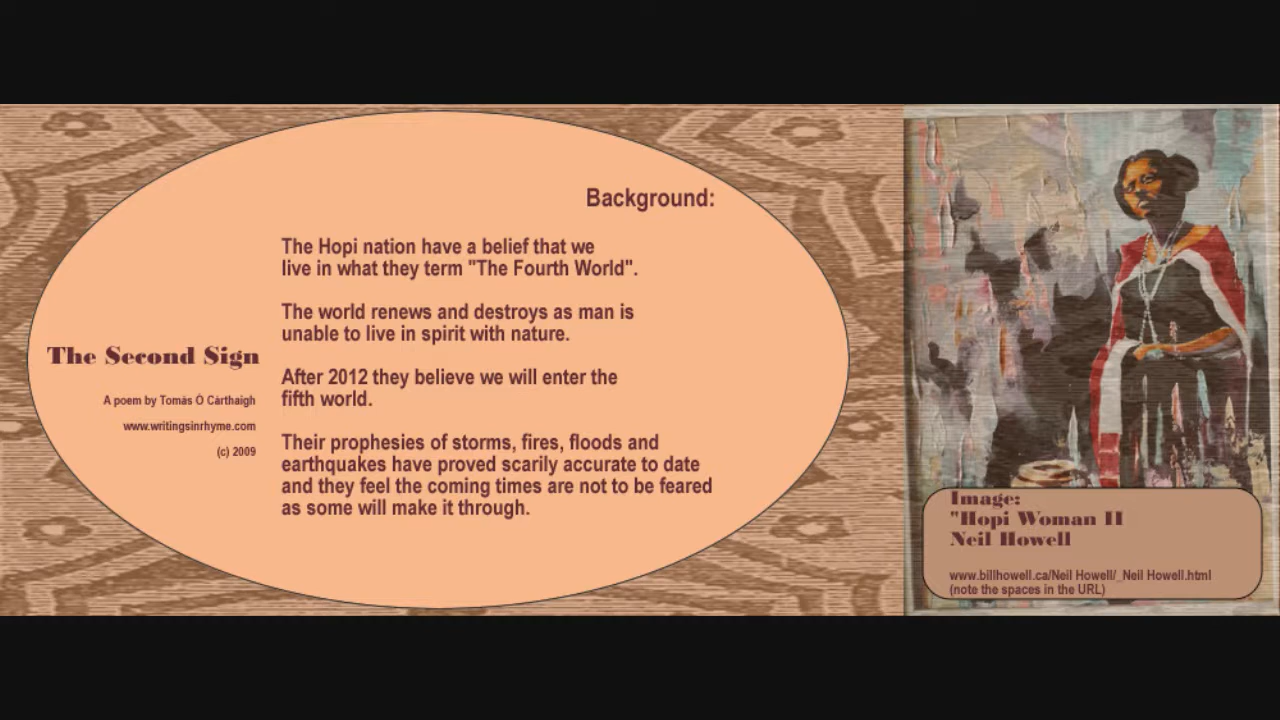 The Second Sign
A poem by Tomás Ó Cárthaigh
www.writingsinrhyme.com
(c) 2009
Background:
The Hopi nation have a belief that we
live in what they term "The Fourth World".
The world renews and destroys as man is
unable to live in spirit with nature.
After 2012 they believe we will enter the
fifth world.
Their prophesies of storms, fires, floods and
earthquakes have proved scarily accurate to date
and they feel the coming times are not to be feared
as some will make it through.
Image:
"Hopi Woman II
Neil Howell
www.billhowell.ca/Neil Howell/_Neil Howell.html
(note the spaces in the URL)